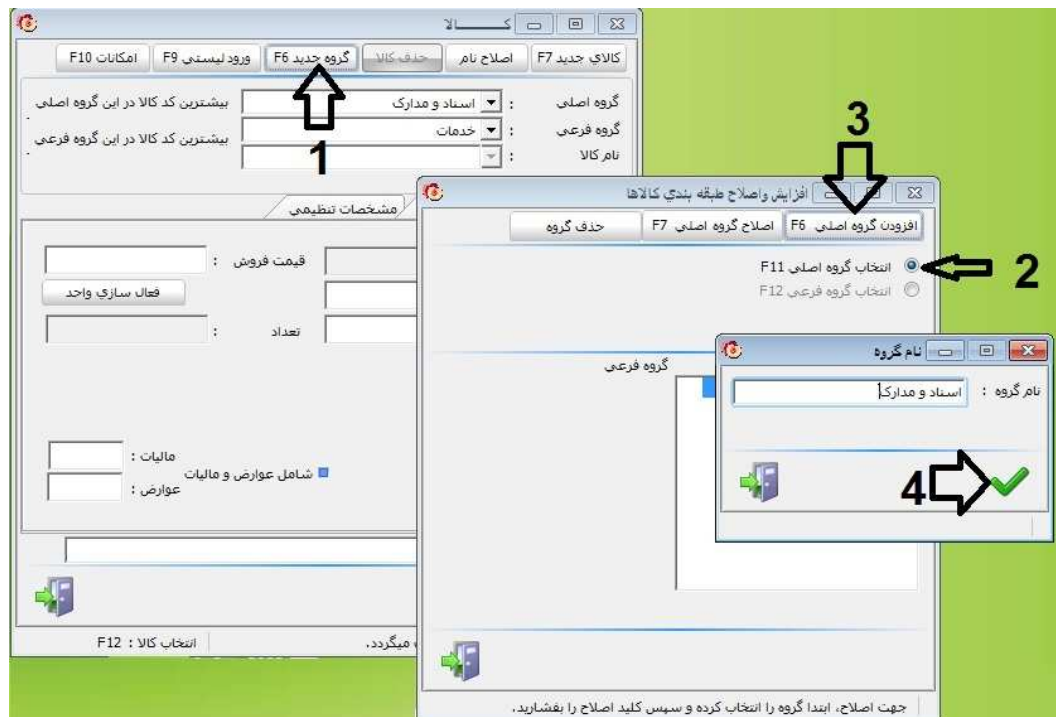 کــــــالا
کالاي جدید F7 اصلاح نام حذف کالا گروه جدید F6 ورود لیستی F9 امکانات F10
گروه اصلی : اسناد و مدارک بیشترین کد کالا در این گروه اصلی
گروه فرعی : خدمات بیشترین کد کالا در این گروه فرعی
نام کالا :
1
مشخصات تنظیمی
قیمت فروش :
فعال سازي واحد
تعداد :
مالیات :
شامل عوارض و مالیات
عوارض :
میگردد.
انتخاب کالا : F12
3
افزایش واصلاح طبقه بندي کالاها
افزودن گروه اصلی F6 اصلاح گروه اصلی F7 حذف گروه
انتخاب گروه اصلی F11
2
انتخاب گروه فرعی F12
گروه فرعی
نام گروه
نام گروه : اسناد و مدارک
4
جهت اصلاح، ابتدا گروه را انتخاب کرده و سپس کلید اصلاح را بفشارید.